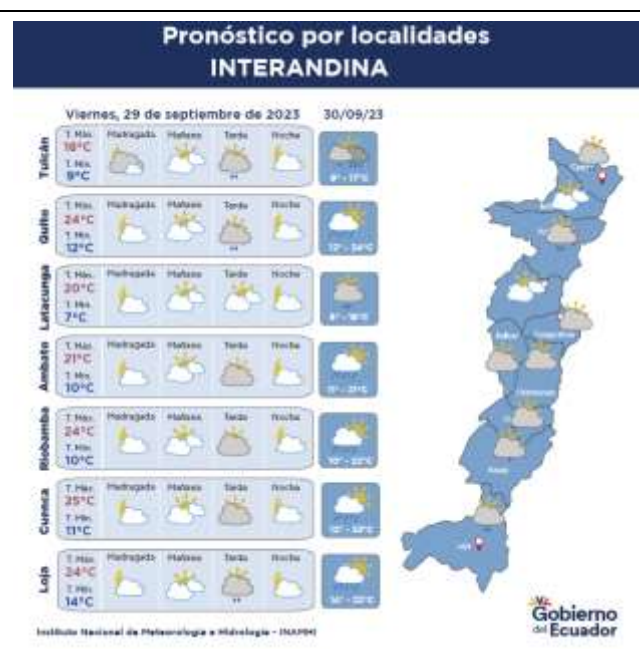 Pronóstico por localidades
INTERANDINA
Viernes, 29 de septiembre de 2023 30/09/23
Tulcán
T. Máx. Madrugada Mañana Tarde Noche
18°C
T. Mín.
9°C
Quito
T. Máx. Madrugada Mañana Tarde Noche
24°C
T. Mín.
12°C
Latacunga
T. Máx. Madrugada Mañana Tarde Noche
20°C
T. Mín.
7°C
Ambato
T. Máx. Madrugada Mañana Tarde Noche
21°C
T. Mín.
10°C
Riobamba
T. Máx. Madrugada Mañana Tarde Noche
24°C
T. Mín.
10°C
Cuenca
T. Máx. Madrugada Mañana Tarde Noche
25°C
T. Mín.
11°C
Loja
T. Máx. Madrugada Mañana Tarde Noche
24°C
T. Mín.
14°C
Instituto Nacional de Meteorología e Hidrología - INAMHI
Gobierno
del Ecuador